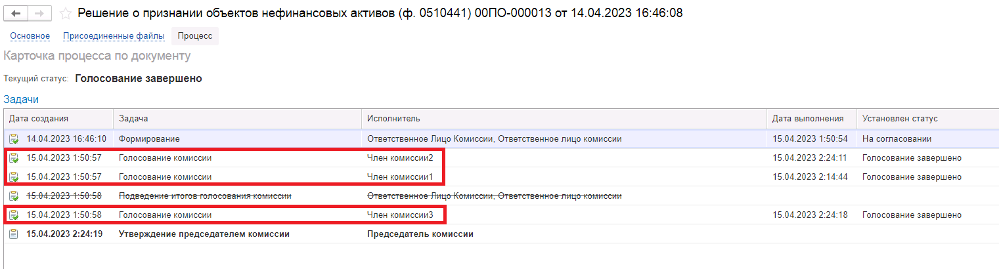 Решение о признании объектов нефинансовых активов (ф. 0510441) 00ПО-000013 от 14.04.2023 16:46:08
Основное Присоединенные файлы Процесс
Карточка процесса по документу
Текущий статус: Голосование завершено
Задачи
Дата создания Задача Исполнитель Дата выполнения Установлен статус
14.04.2023 16:46:10 Формирование Ответственное Лицо Комиссии, Ответственное лицо комиссии 15.04.2023 1:50:54 На согласовании
15.04.2023 1:50:57 Голосование комиссии Член комиссии2 15.04.2023 2:24:11 Голосование завершено
15.04.2023 1:50:57 Голосование комиссии Член комиссии1 15.04.2023 2:14:44 Голосование завершено
15.04.2023 1:50:58 Подведение итогов голосования комиссии Ответственное Лицо Комиссии, Ответственное лицо комиссии
15.04.2023 1:50:58 Голосование комиссии Член комиссии3 15.04.2023 2:24:18 Голосование завершено
15.04.2023 2:24:19 Утверждение председателем комиссии Председатель комиссии